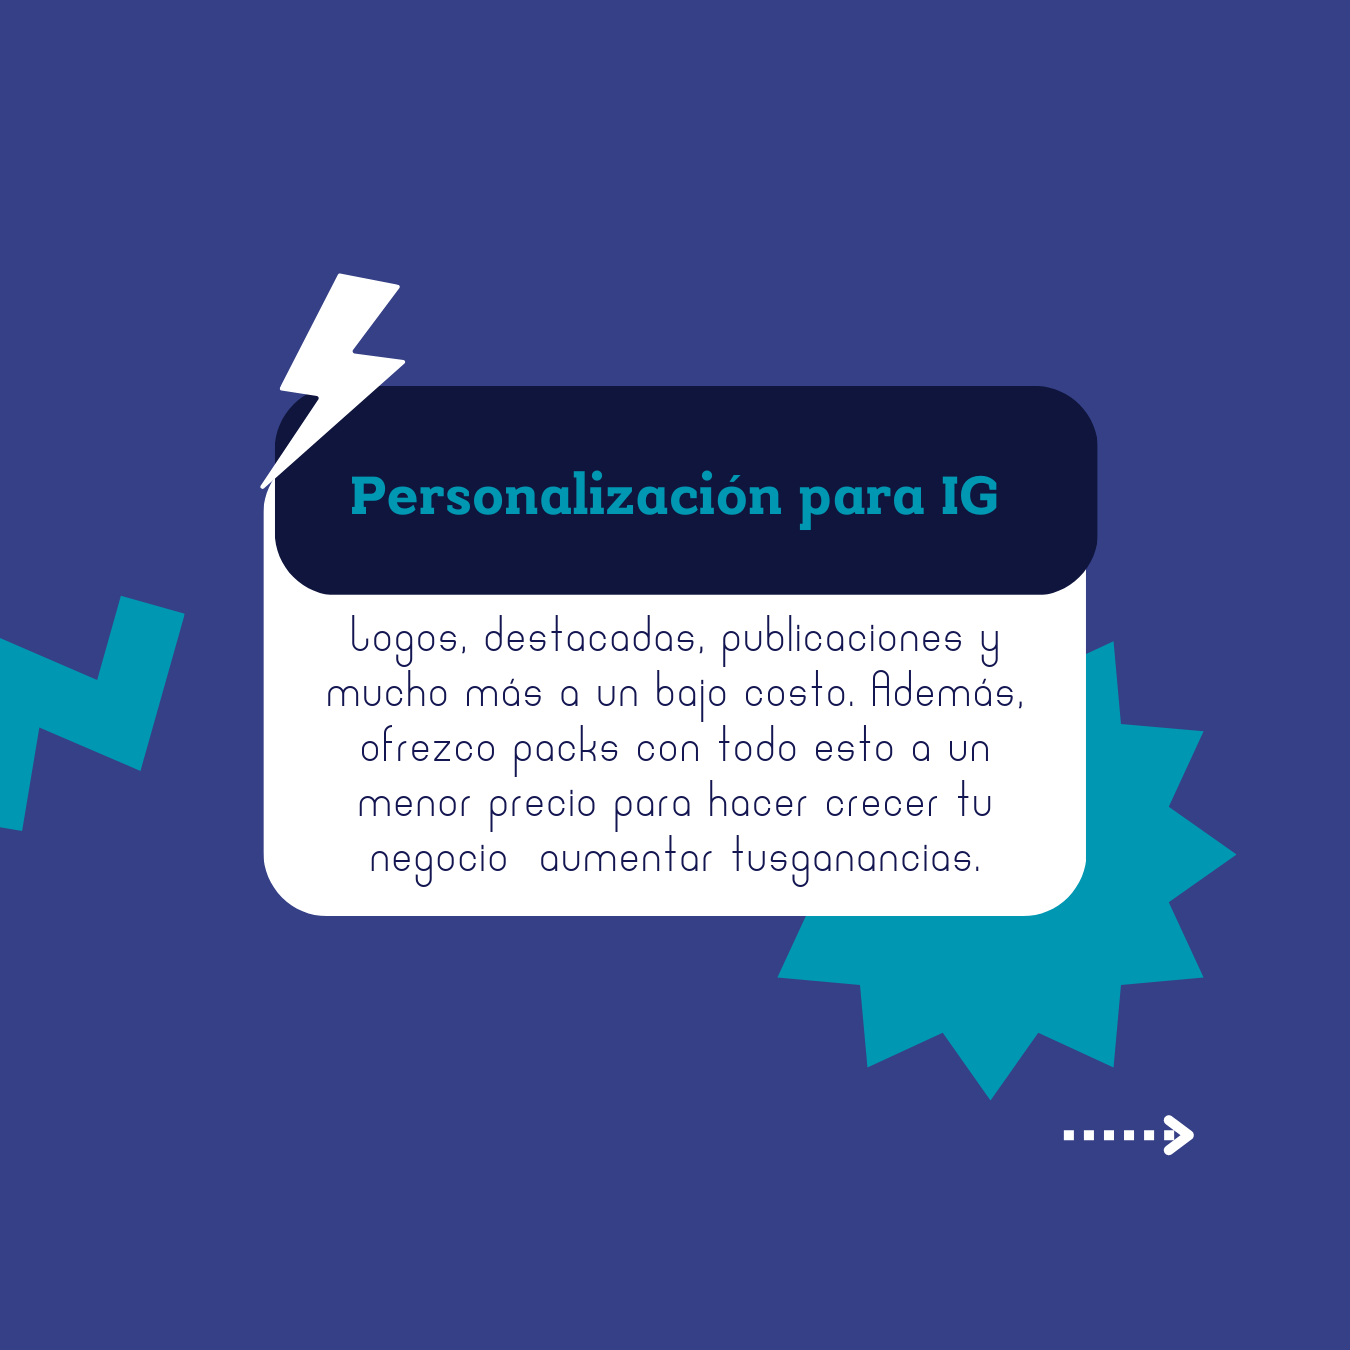 Personalización para IG
Logos, destacadas, publicaciones y
mucho más a un bajo costo. Además,
ofrezco packs con todo esto a un
menor precio para hacer crecer tu
negocio  aumentar tusganancias.